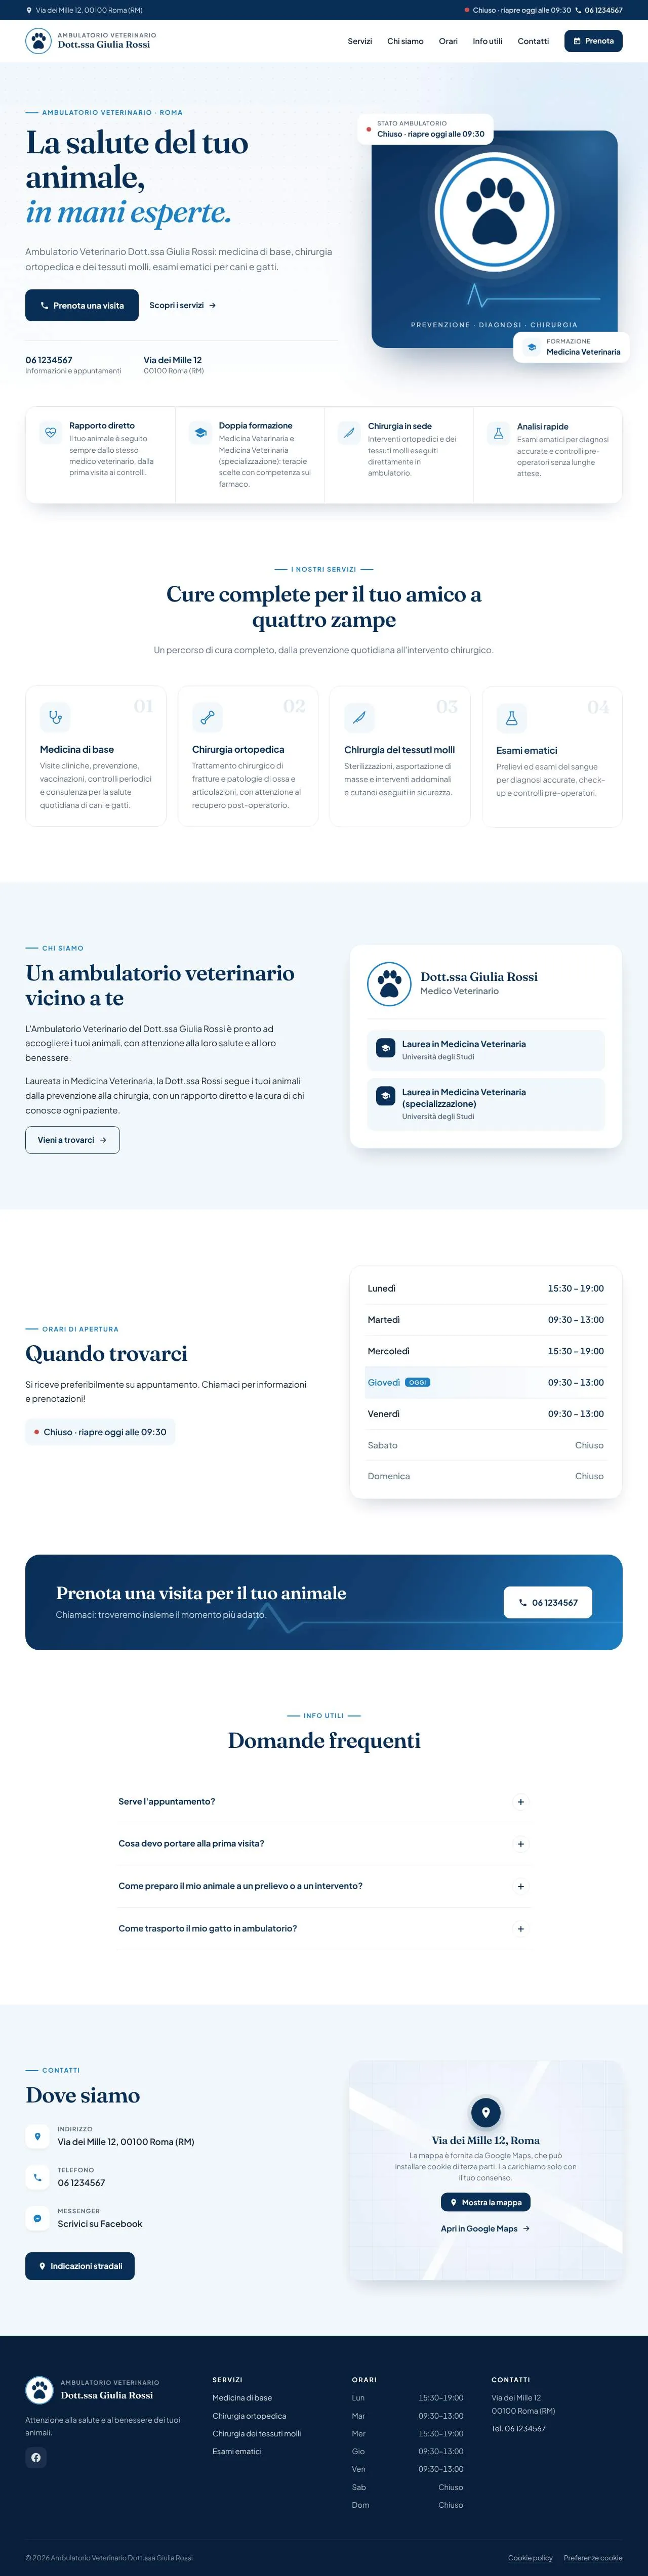 Via dei Mille 12, 00100 Roma (RM)
Chiuso · riapre oggi alle 09:30 06 1234567
AMBULATORIO VETERINARIO
Dott.ssa Giulia Rossi
Servizi Chi siamo Orari Info utili Contatti Prenota
AMBULATORIO VETERINARIO · ROMA
La salute del tuo
animale,
in mani esperte.
Ambulatorio Veterinario Dott.ssa Giulia Rossi: medicina di base, chirurgia
ortopedica e dei tessuti molli, esami ematici per cani e gatti.
Prenota una visita Scopri i servizi →
06 1234567
Informazioni e appuntamenti
Via dei Mille 12
00100 Roma (RM)
STATO AMBULATORIO
Chiuso · riapre oggi alle 09:30
PREVENZIONE · DIAGNOSI · CHIRURGIA
FORMAZIONE
Medicina Veterinaria
Rapporto diretto
Il tuo animale è seguito
sempre dallo stesso
medico veterinario, dalla
prima visita ai controlli.
Doppia formazione
Medicina Veterinaria e
Medicina Veterinaria
(specializzazione): terapie
scelte con competenza sul
farmaco.
Chirurgia in sede
Interventi ortopedici e dei
tessuti molli eseguiti
direttamente in
ambulatorio.
Analisi rapide
Esami ematici per diagnosi
accurate e controlli pre-
operatori senza lunghe
attese.
I NOSTRI SERVIZI
Cure complete per il tuo amico a
quattro zampe
Un percorso di cura completo, dalla prevenzione quotidiana all'intervento chirurgico.
01
Medicina di base
Visite cliniche, prevenzione,
vaccinazioni, controlli periodici
e consulenza per la salute
quotidiana di cani e gatti.
02
Chirurgia ortopedica
Trattamento chirurgico di
fratture e patologie di ossa e
articolazioni, con attenzione al
recupero post-operatorio.
03
Chirurgia dei tessuti molli
Sterilizzazioni, asportazione di
masse e interventi addominali
e cutanei eseguiti in sicurezza.
04
Esami ematici
Prelievi ed esami del sangue
per diagnosi accurate, check-
up e controlli pre-operatori.
CHI SIAMO
Un ambulatorio veterinario
vicino a te
L'Ambulatorio Veterinario del Dott.ssa Giulia Rossi è pronto ad
accogliere i tuoi animali, con attenzione alla loro salute e al loro
benessere.
Laureata in Medicina Veterinaria, la Dott.ssa Rossi segue i tuoi animali
dalla prevenzione alla chirurgia, con un rapporto diretto e la cura di chi
conosce ogni paziente.
Vieni a trovarci →
Dott.ssa Giulia Rossi
Medico Veterinario
Laurea in Medicina Veterinaria
Università degli Studi
Laurea in Medicina Veterinaria
(specializzazione)
Università degli Studi
ORARI DI APERTURA
Quando trovarci
Si riceve preferibilmente su appuntamento. Chiamaci per informazioni
e prenotazioni!
Chiuso · riapre oggi alle 09:30
Lunedì 15:30 – 19:00
Martedì 09:30 – 13:00
Mercoledì 15:30 – 19:00
Giovedì OGGI 09:30 – 13:00
Venerdì 09:30 – 13:00
Sabato Chiuso
Domenica Chiuso
Prenota una visita per il tuo animale
Chiamaci: troveremo insieme il momento più adatto.
06 1234567
INFO UTILI
Domande frequenti
Serve l'appuntamento? +
Cosa devo portare alla prima visita? +
Come preparo il mio animale a un prelievo o a un intervento? +
Come trasporto il mio gatto in ambulatorio? +
CONTATTI
Dove siamo
INDIRIZZO
Via dei Mille 12, 00100 Roma (RM)
TELEFONO
06 1234567
MESSENGER
Scrivici su Facebook
Indicazioni stradali
Via dei Mille 12, Roma
La mappa è fornita da Google Maps, che può
installare cookie di terze parti. La carichiamo solo con
il tuo consenso.
Mostra la mappa
Apri in Google Maps →
AMBULATORIO VETERINARIO
Dott.ssa Giulia Rossi
Attenzione alla salute e al benessere dei tuoi
animali.
SERVIZI
Medicina di base
Chirurgia ortopedica
Chirurgia dei tessuti molli
Esami ematici
ORARI
Lun 15:30–19:00
Mar 09:30–13:00
Mer 15:30–19:00
Gio 09:30–13:00
Ven 09:30–13:00
Sab Chiuso
Dom Chiuso
CONTATTI
Via dei Mille 12
00100 Roma (RM)
Tel. 06 1234567
© 2026 Ambulatorio Veterinario Dott.ssa Giulia Rossi
Cookie policy Preferenze cookie